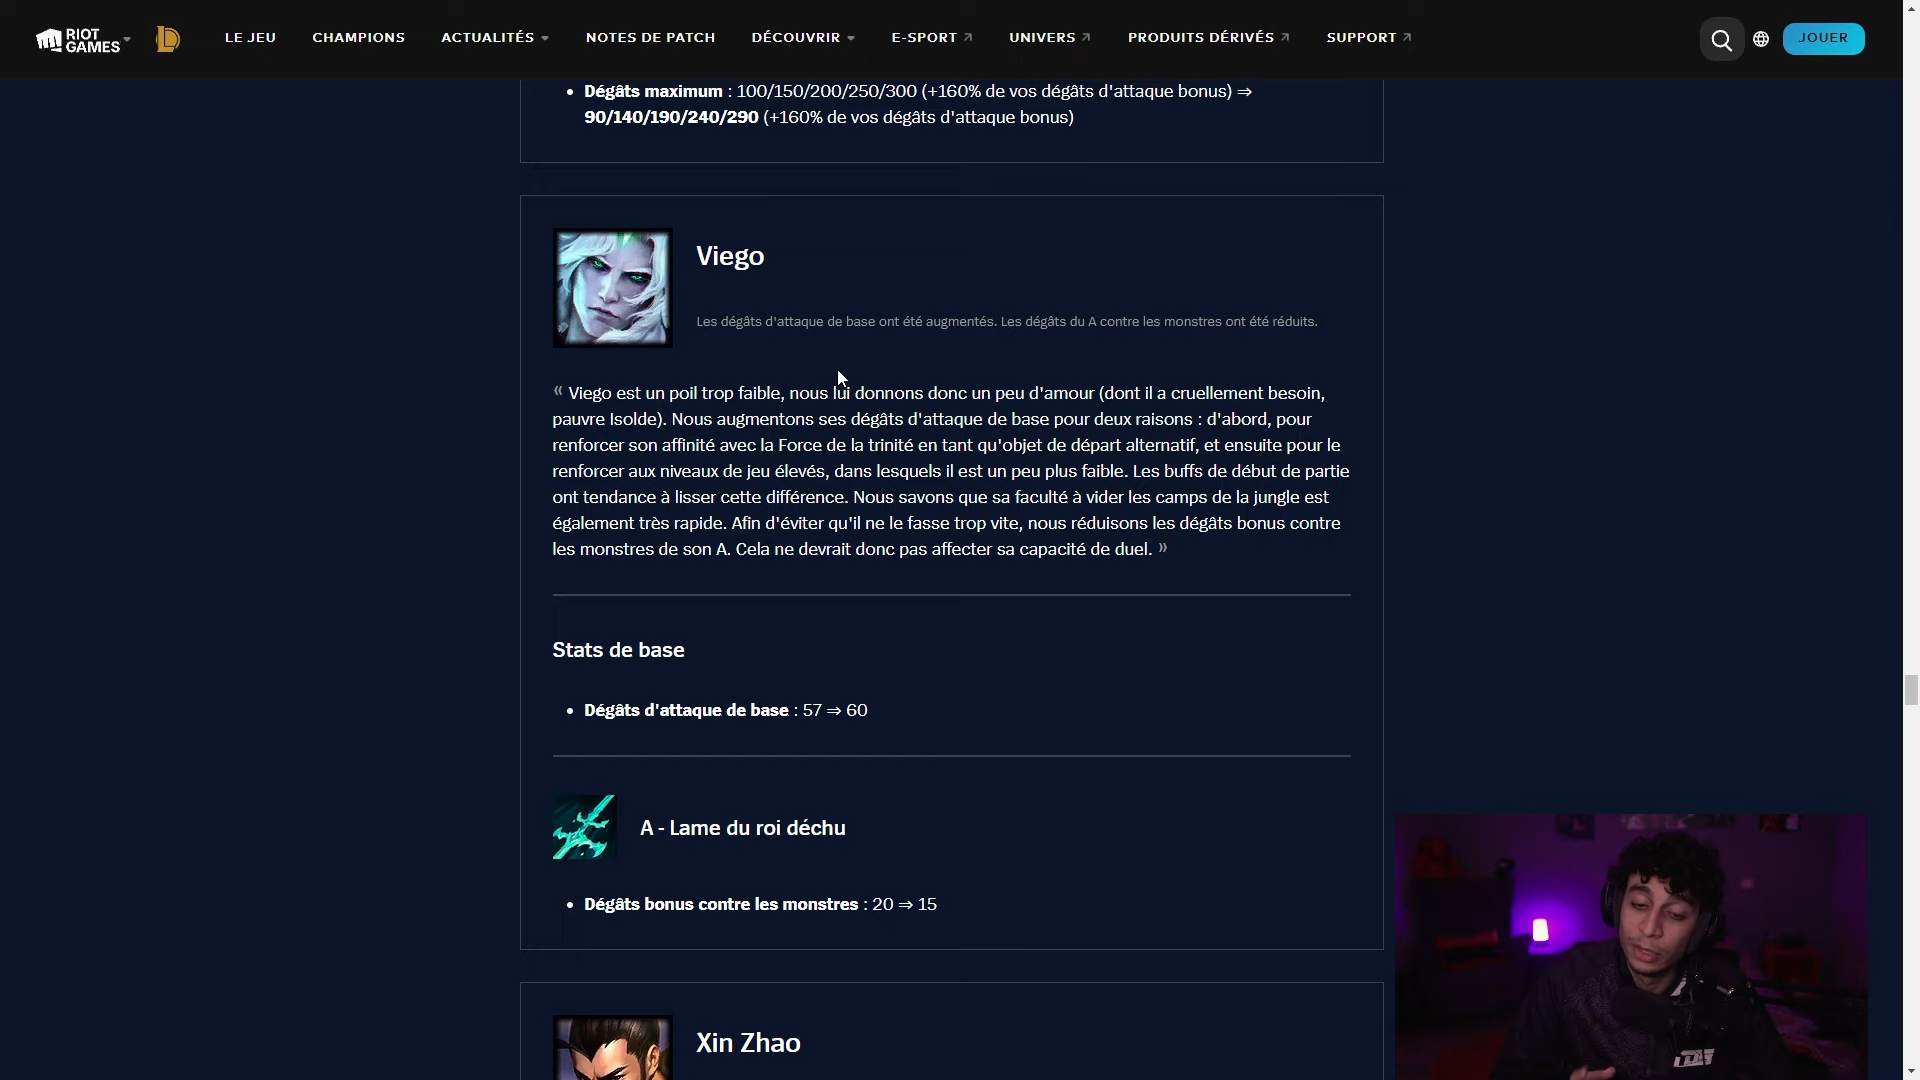 RIOT GAMES
LE JEU CHAMPIONS ACTUALITÉS NOTES DE PATCH DÉCOUVRIR E-SPORT UNIVERS PRODUITS DÉRIVÉS SUPPORT JOUER
• Dégâts maximum : 100/150/200/250/300 (+160% de vos dégâts d'attaque bonus) ⇒
90/140/190/240/290 (+160% de vos dégâts d'attaque bonus)
Viego
Les dégâts d'attaque de base ont été augmentés. Les dégâts du A contre les monstres ont été réduits.
« Viego est un poil trop faible, nous lui donnons donc un peu d'amour (dont il a cruellement besoin,
pauvre Isolde). Nous augmentons ses dégâts d'attaque de base pour deux raisons : d'abord, pour
renforcer son affinité avec la Force de la trinité en tant qu'objet de départ alternatif, et ensuite pour le
renforcer aux niveaux de jeu élevés, dans lesquels il est un peu plus faible. Les buffs de début de partie
ont tendance à lisser cette différence. Nous savons que sa faculté à vider les camps de la jungle est
également très rapide. Afin d'éviter qu'il ne le fasse trop vite, nous réduisons les dégâts bonus contre
les monstres de son A. Cela ne devrait donc pas affecter sa capacité de duel. »
Stats de base
• Dégâts d'attaque de base : 57 ⇒ 60
A - Lame du roi déchu
• Dégâts bonus contre les monstres : 20 ⇒ 15
Xin Zhao